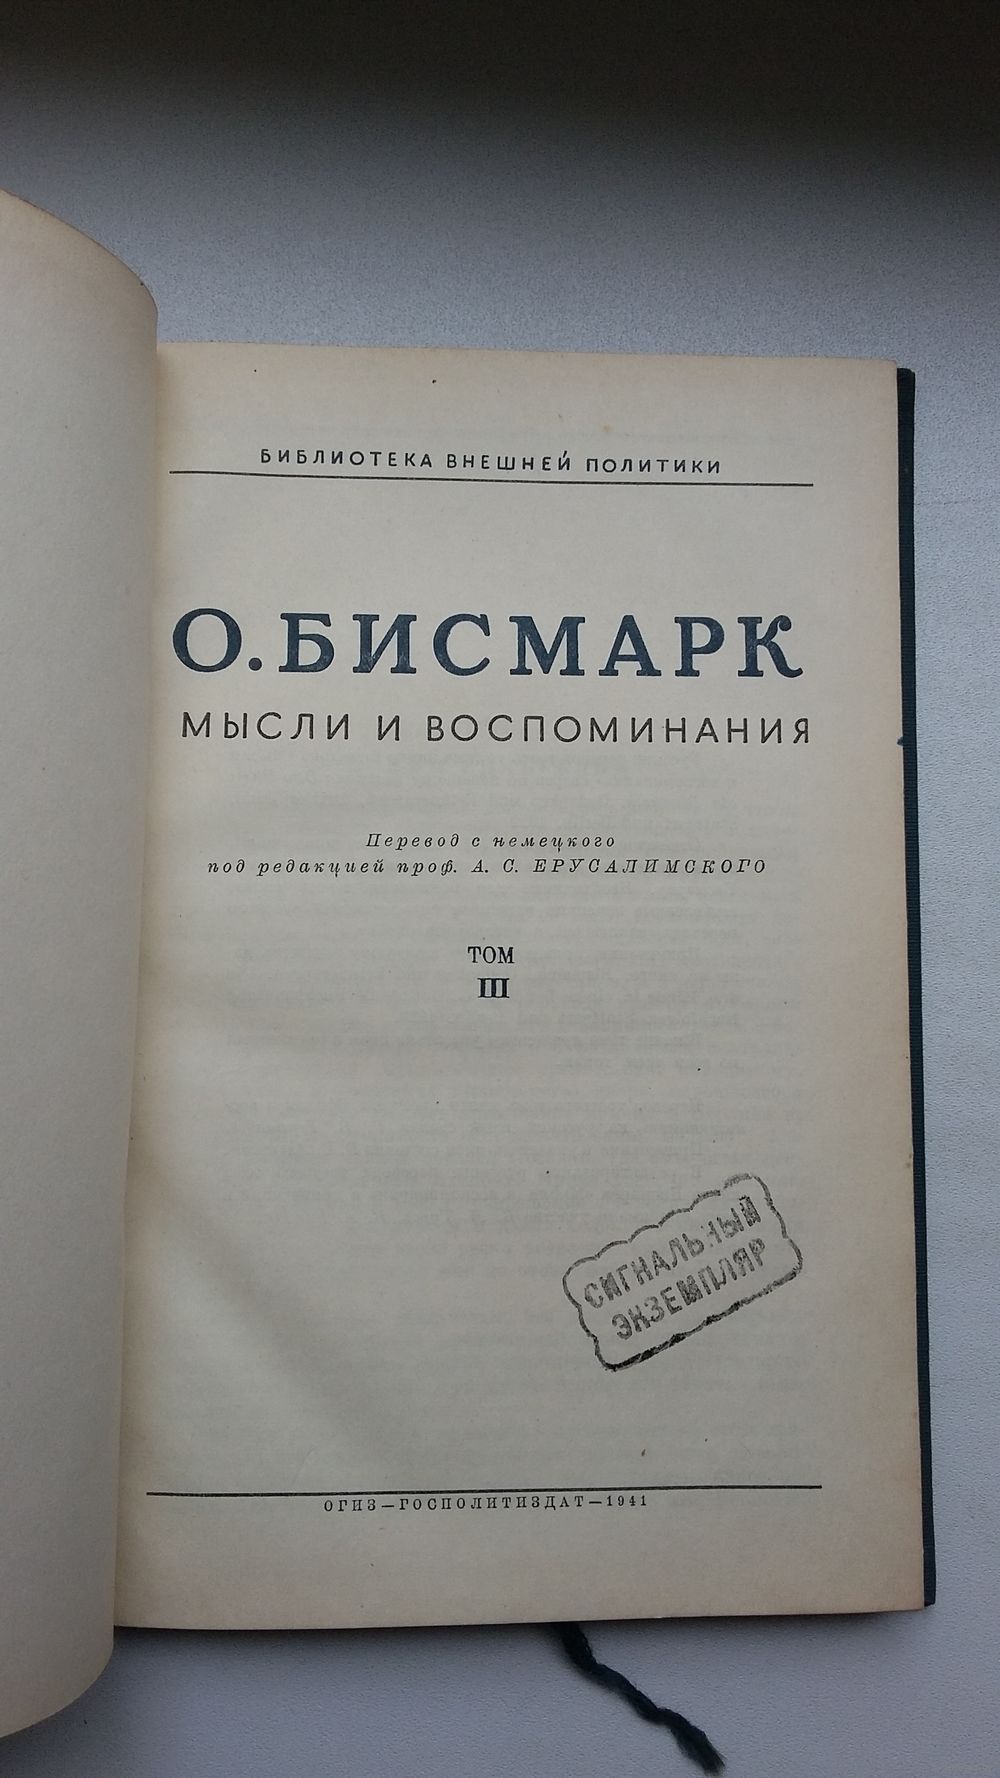 БИБЛИОТЕКА ВНЕШНЕЙ ПОЛИТИКИ
О. БИСМАРК
МЫСЛИ И ВОСПОМИНАНИЯ
Перевод с немецкого
под редакцией проф. А. С. ЕРУСАЛИМСКОГО
ТОМ
III
СИГНАЛЬНЫЙ
ЭКЗЕМПЛЯР
ОГИЗ—ГОСПОЛИТИЗДАТ—1941